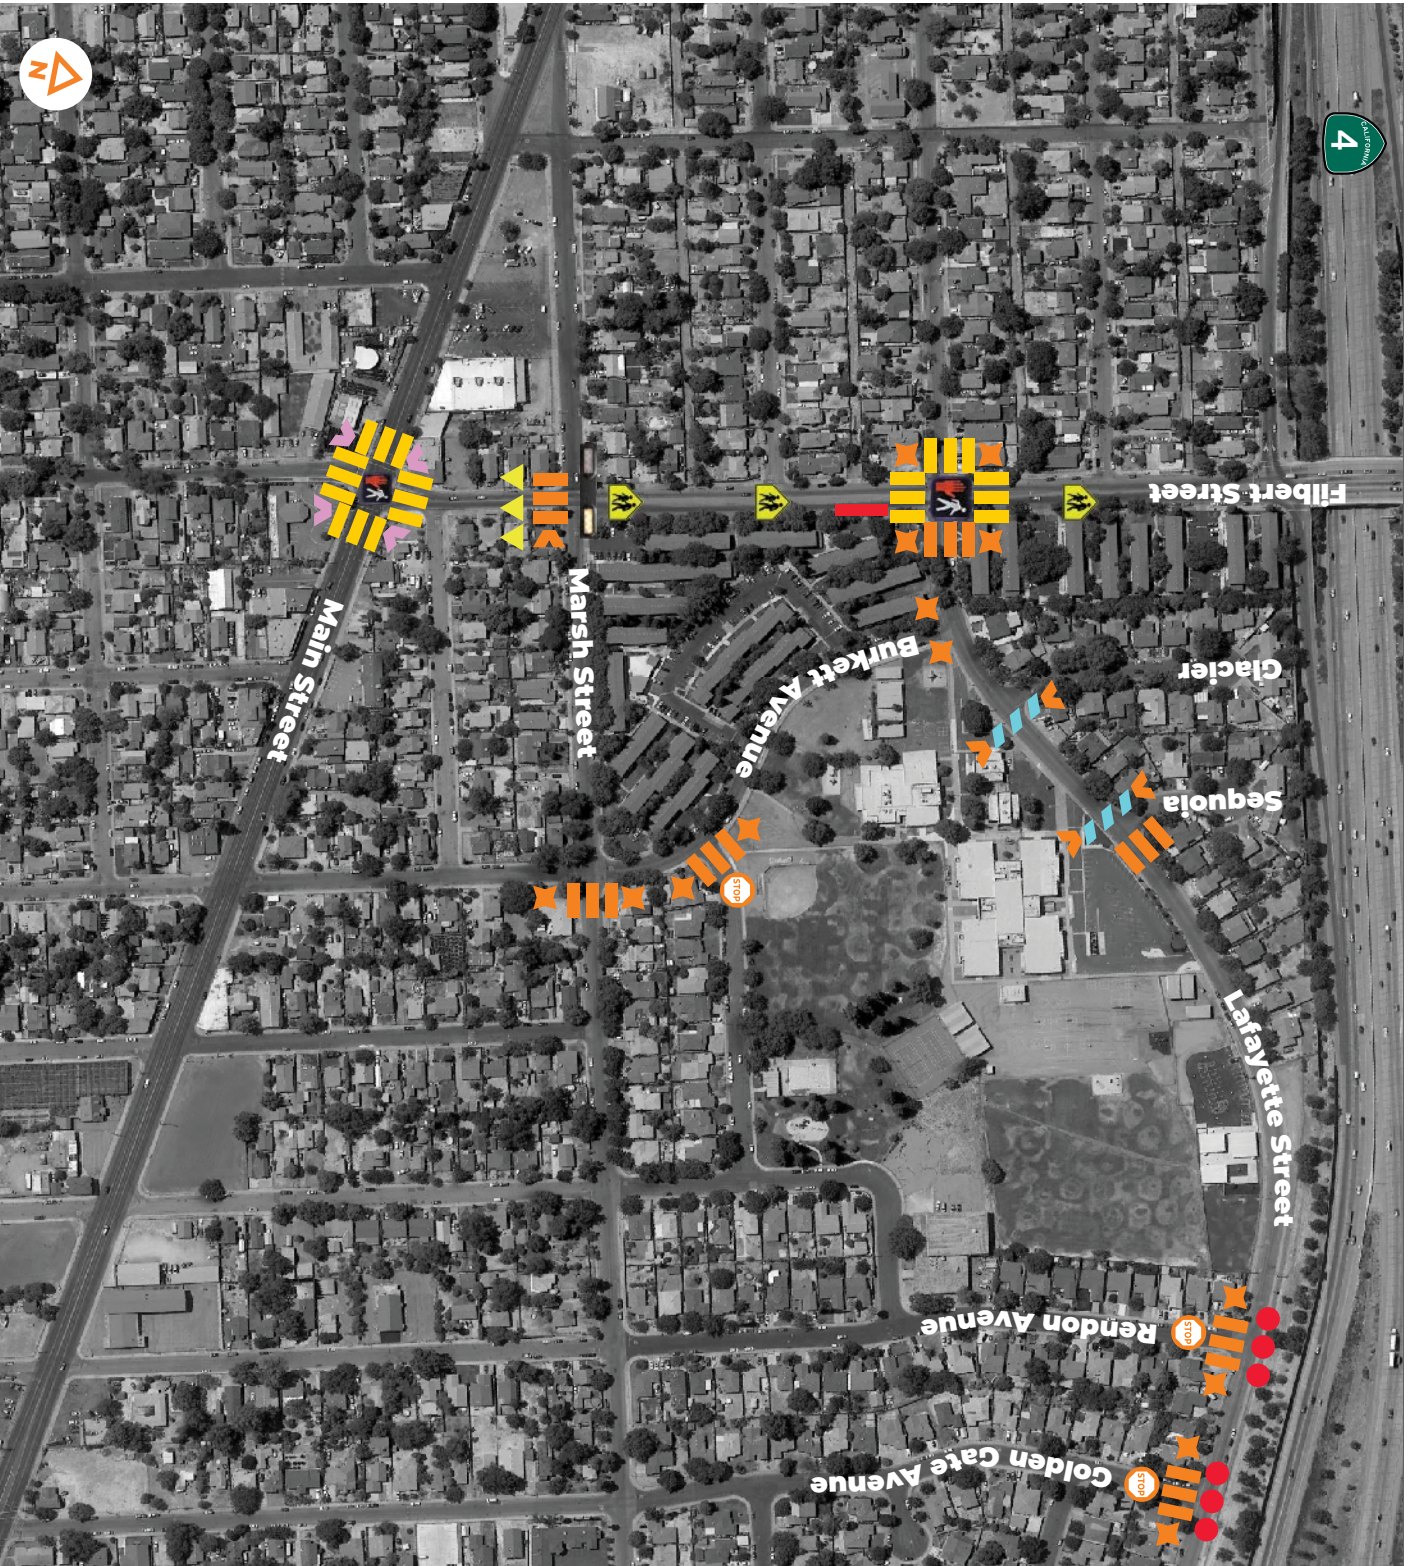 N
CALIFORNIA
4
Filbert Street
Main Street
Marsh Street
Burkett Avenue
Glacier
Sequoia
STOP
Lafayette Street
Rendon Avenue
STOP
Golden Gate Avenue
STOP